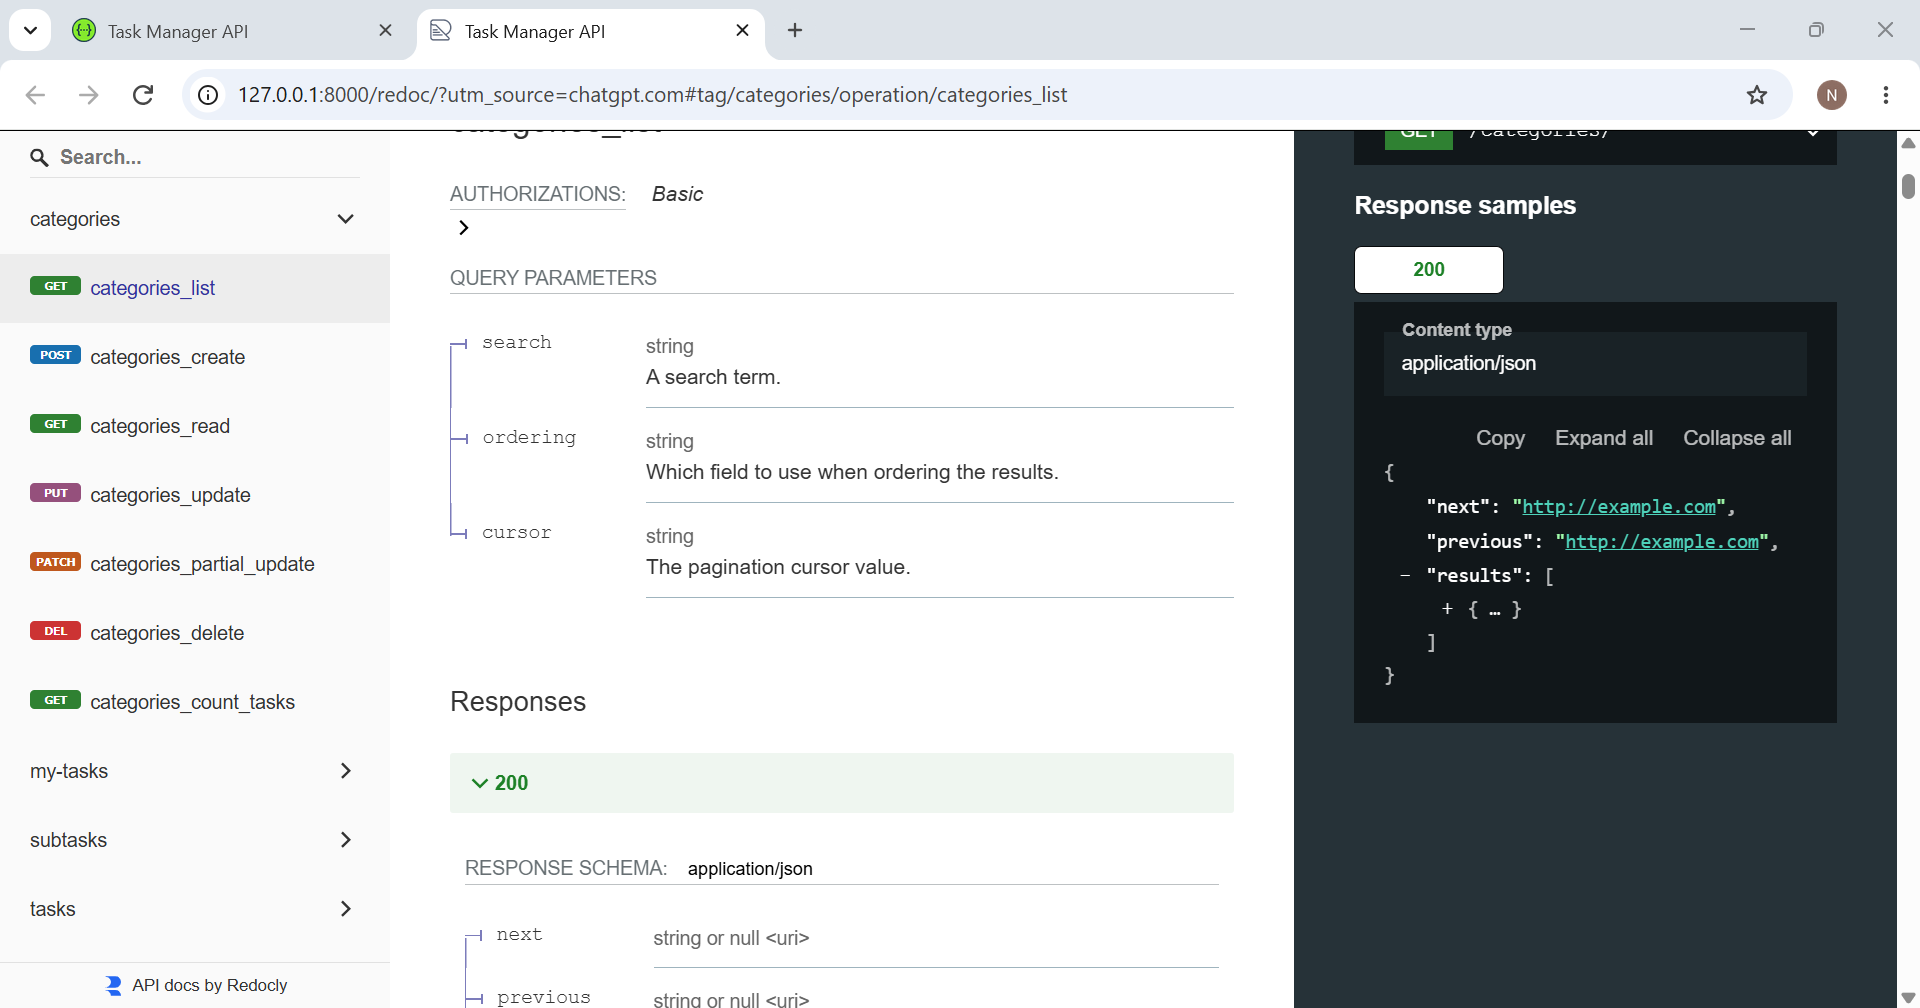 Task Manager API
Task Manager API
127.0.0.1:8000/redoc/?utm_source=chatgpt.com#tag/categories/operation/categories_list
N
Search...
categories
GET categories_list
POST categories_create
GET categories_read
PUT categories_update
PATCH categories_partial_update
DEL categories_delete
GET categories_count_tasks
my-tasks
subtasks
tasks
API docs by Redocly
categories_list
AUTHORIZATIONS: Basic
QUERY PARAMETERS
search string
A search term.
ordering string
Which field to use when ordering the results.
cursor string
The pagination cursor value.
Responses
200
RESPONSE SCHEMA: application/json
next string or null <uri>
previous string or null <uri>
GET /categories/
Response samples
200
Content type
application/json
Copy Expand all Collapse all
{
"next": "http://example.com",
"previous": "http://example.com",
- "results": [
+ { … }
]
}